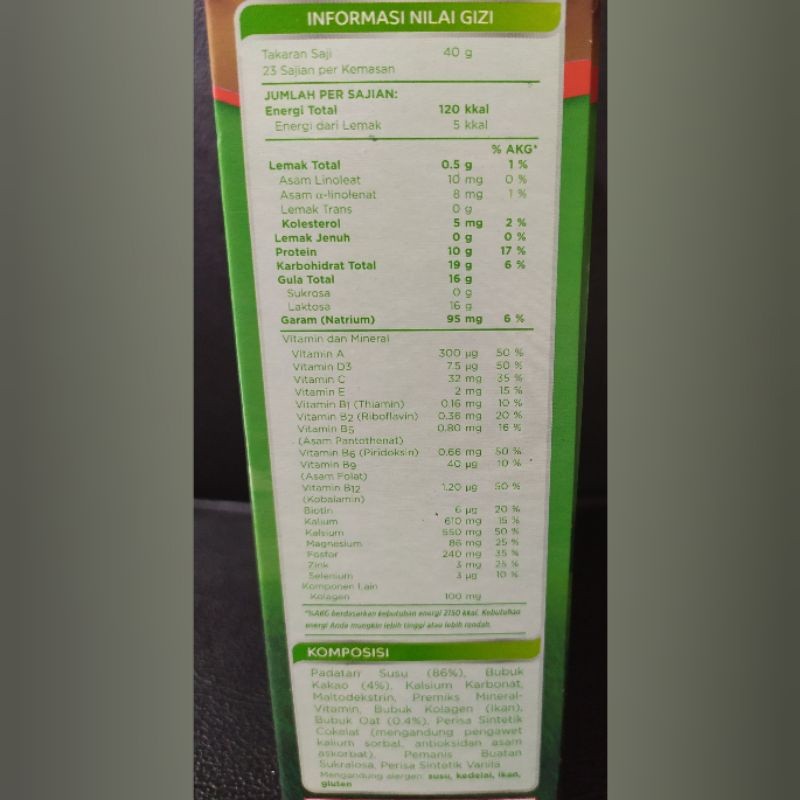 INFORMASI NILAI GIZI
Takaran Saji 40 g
23 Sajian per Kemasan
JUMLAH PER SAJIAN:
Energi Total 120 kkal
Energi dari Lemak 5 kkal
% AKG*
Lemak Total 0.5 g 1 %
Asam Linoleat 10 mg 0 %
Asam α-linolenat 8 mg 1 %
Lemak Trans 0 g
Kolesterol 5 mg 2 %
Lemak Jenuh 0 g 0 %
Protein 10 g 17 %
Karbohidrat Total 19 g 6 %
Gula Total 16 g
Sukrosa 0 g
Laktosa 16 g
Garam (Natrium) 95 mg 6 %
Vitamin dan Mineral
Vitamin A 300 µg 50 %
Vitamin D3 7.5 µg 50 %
Vitamin C 32 mg 35 %
Vitamin E 2 mg 15 %
Vitamin B1 (Thiamin) 0.16 mg 10 %
Vitamin B2 (Riboflavin) 0.36 mg 20 %
Vitamin B5 0.80 mg 16 %
(Asam Pantothenat)
Vitamin B6 (Piridoksin) 0.66 mg 50 %
Vitamin B9 40 µg 10 %
(Asam Folat)
Vitamin B12 1.20 µg 50 %
(Kobalamin)
Biotin 6 µg 20 %
Kalium 610 mg 15 %
Kalsium 550 mg 50 %
Magnesium 86 mg 25 %
Fosfor 240 mg 35 %
Zink 3 mg 25 %
Selenium 3 µg 10 %
Komponen Lain
Kolagen 100 mg
*%AKG berdasarkan kebutuhan energi 2150 kkal. Kebutuhan
energi Anda mungkin lebih tinggi atau lebih rendah.
KOMPOSISI
Padatan Susu (86%), Bubuk
Kakao (4%), Kalsium Karbonat,
Maltodekstrin, Premiks Mineral-
Vitamin, Bubuk Kolagen (Ikan),
Bubuk Oat (0.4%), Perisa Sintetik
Cokelat (mengandung pengawet
kalium sorbat, antioksidan asam
askorbat), Pemanis Buatan
Sukralosa, Perisa Sintetik Vanila
Mengandung alergen: susu, kedelai, ikan,
gluten